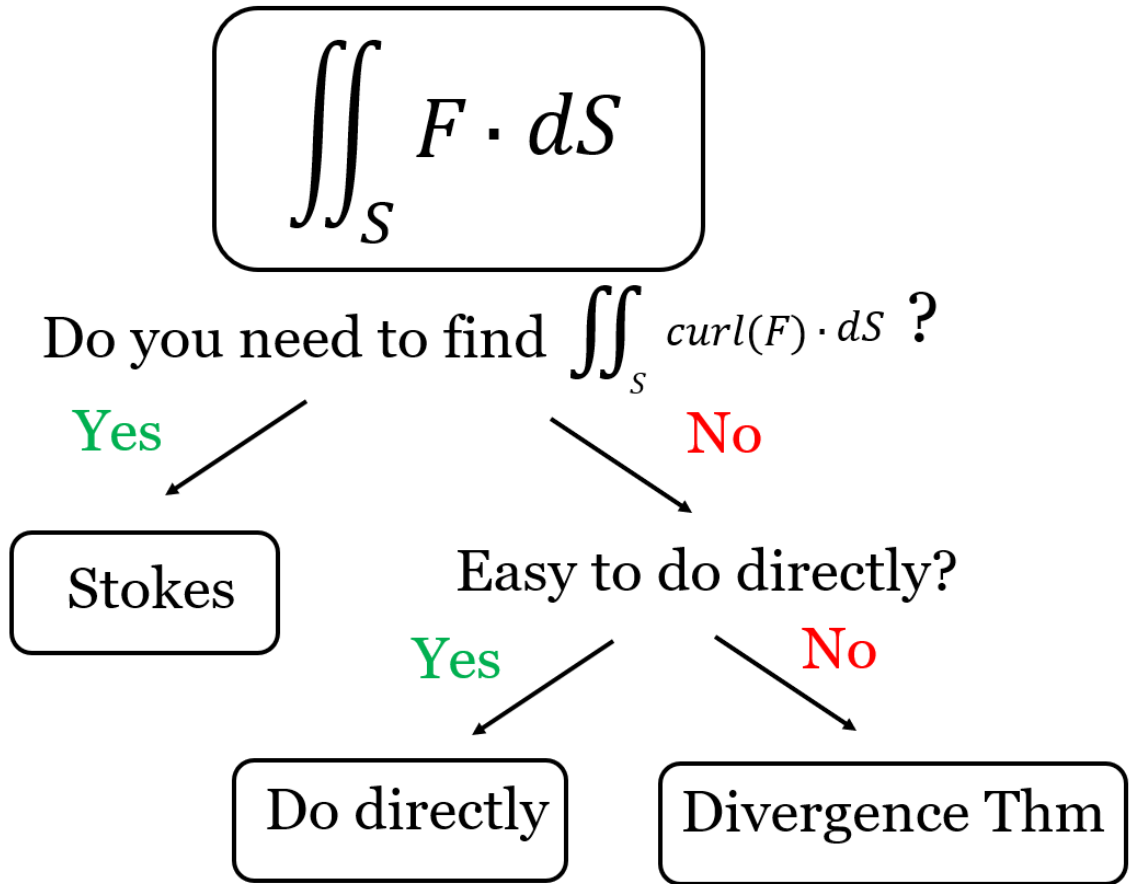 ∬_S F · dS
Do you need to find ∬_S curl(F) · dS ?
Yes
No
Stokes
Easy to do directly?
Yes
No
Do directly
Divergence Thm